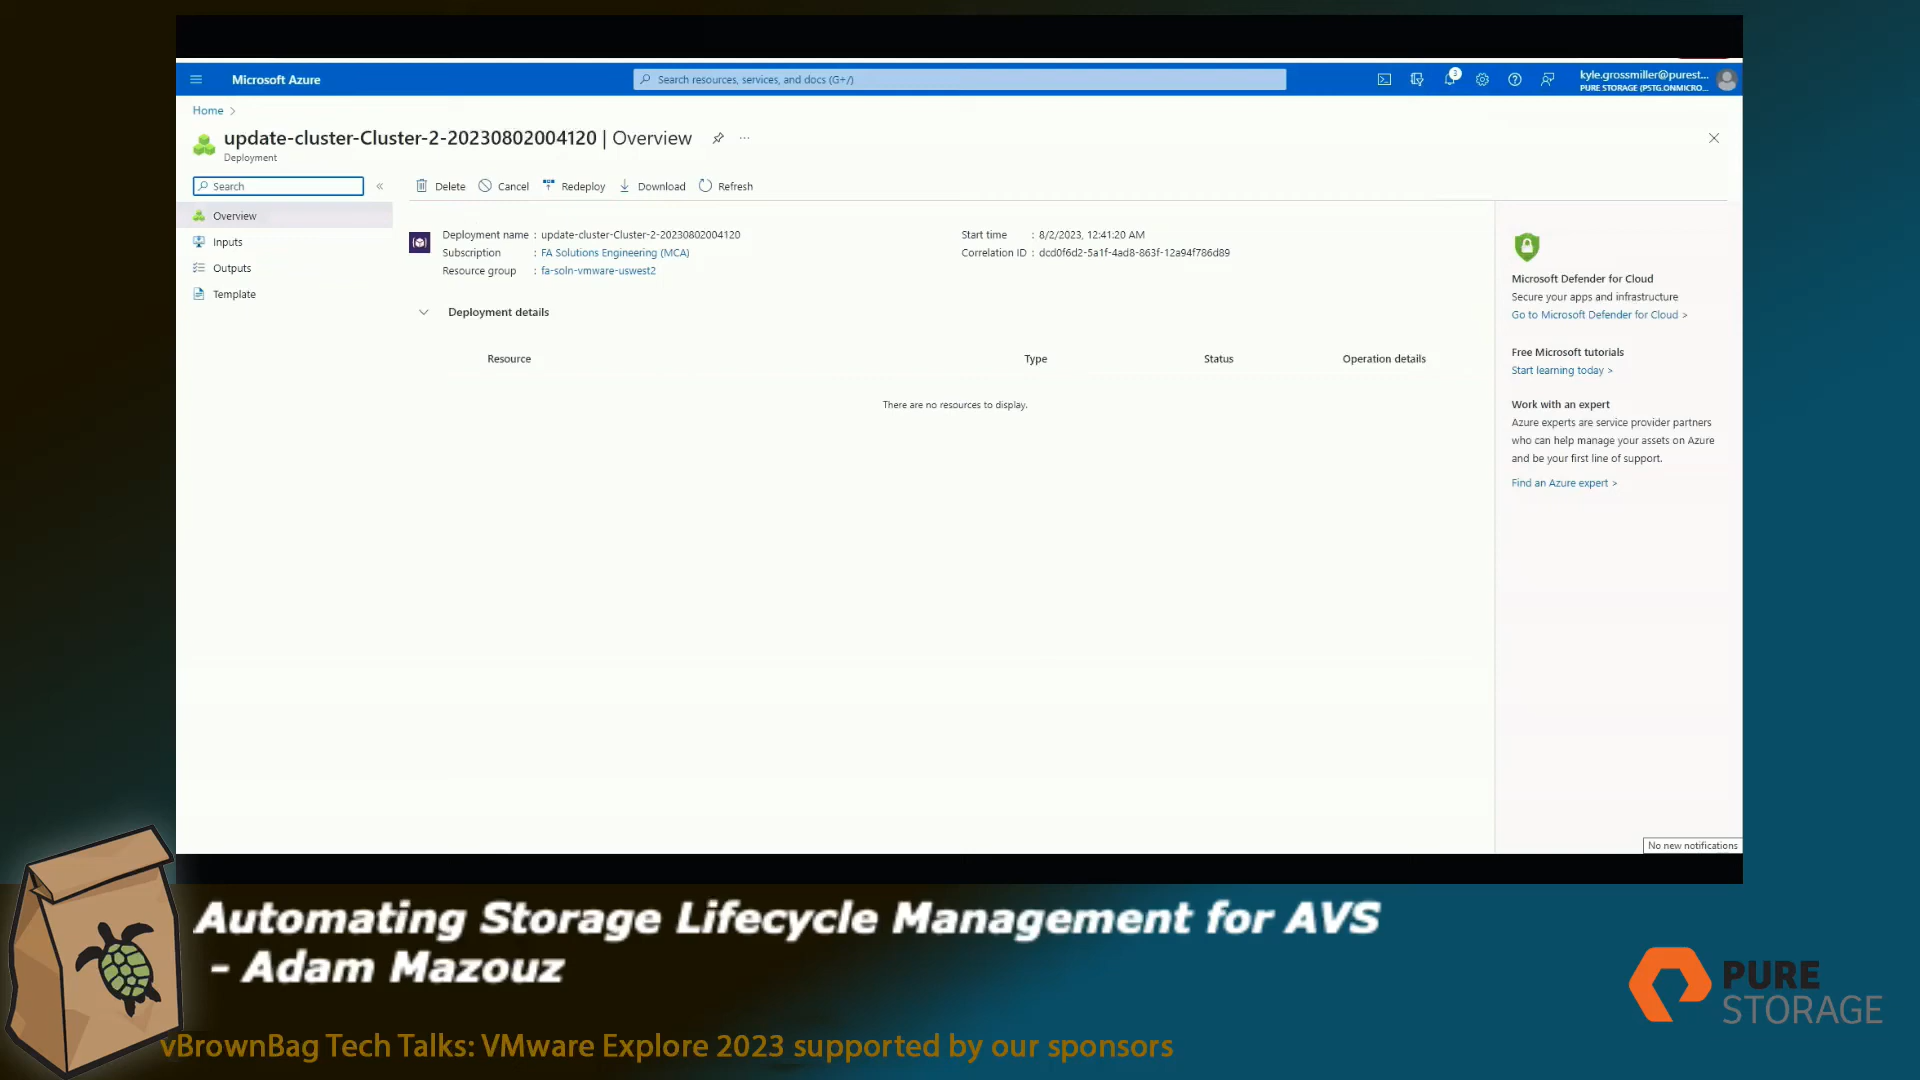 Microsoft Azure
Search resources, services, and docs (G+/)
3
kyle.grossmiller@purest...
PURE STORAGE (PSTG.ONMICRO...
Home >
update-cluster-Cluster-2-20230802004120 | Overview
Deployment
Search
Delete Cancel Redeploy Download Refresh
Overview
Inputs
Outputs
Template
Deployment name : update-cluster-Cluster-2-20230802004120
Subscription : FA Solutions Engineering (MCA)
Resource group : fa-soln-vmware-uswest2
Start time : 8/2/2023, 12:41:20 AM
Correlation ID : dcd0f6d2-5a1f-4ad8-863f-12a94f786d89
Deployment details
Resource Type Status Operation details
There are no resources to display.
Microsoft Defender for Cloud
Secure your apps and infrastructure
Go to Microsoft Defender for Cloud >
Free Microsoft tutorials
Start learning today >
Work with an expert
Azure experts are service provider partners
who can help manage your assets on Azure
and be your first line of support.
Find an Azure expert >
No new notifications
Automating Storage Lifecycle Management for AVS
- Adam Mazouz
PURE
STORAGE
vBrownBag Tech Talks: VMware Explore 2023 supported by our sponsors